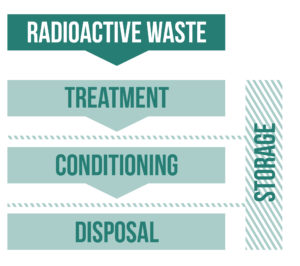 RADIOACTIVE WASTE
TREATMENT
CONDITIONING
DISPOSAL
STORAGE